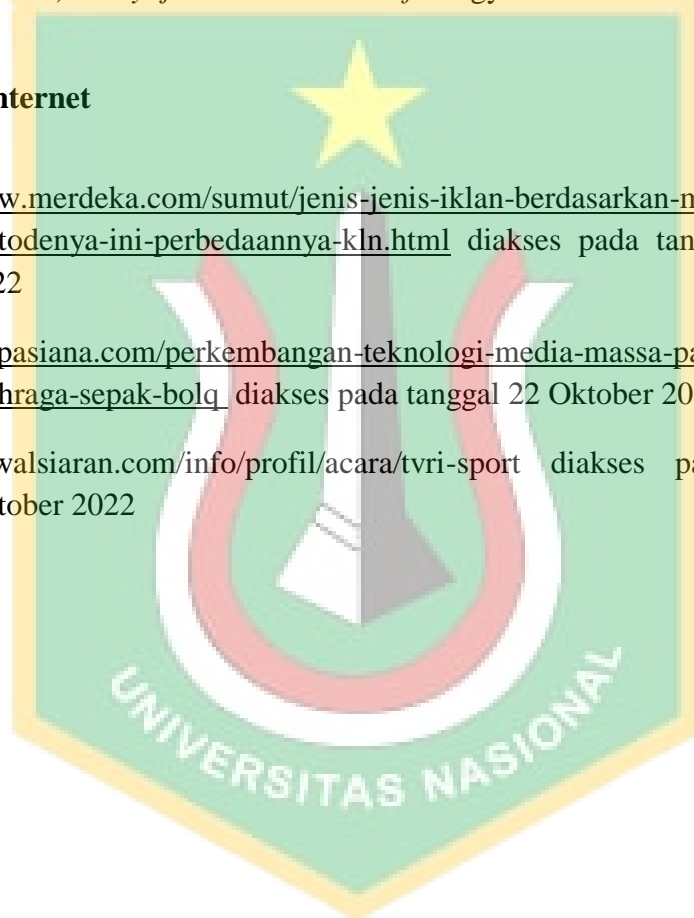 nternet
w.merdeka.com/sumut/jenis-jenis-iklan-berdasarkan-m
todenya-ini-perbedaannya-kln.html diakses pada tan
22
pasiana.com/perkembangan-teknologi-media-massa-pa
hraga-sepak-bolq diakses pada tanggal 22 Oktober 20
walsiaran.com/info/profil/acara/tvri-sport diakses pa
tober 2022
UNIVERSITAS NASIONAL